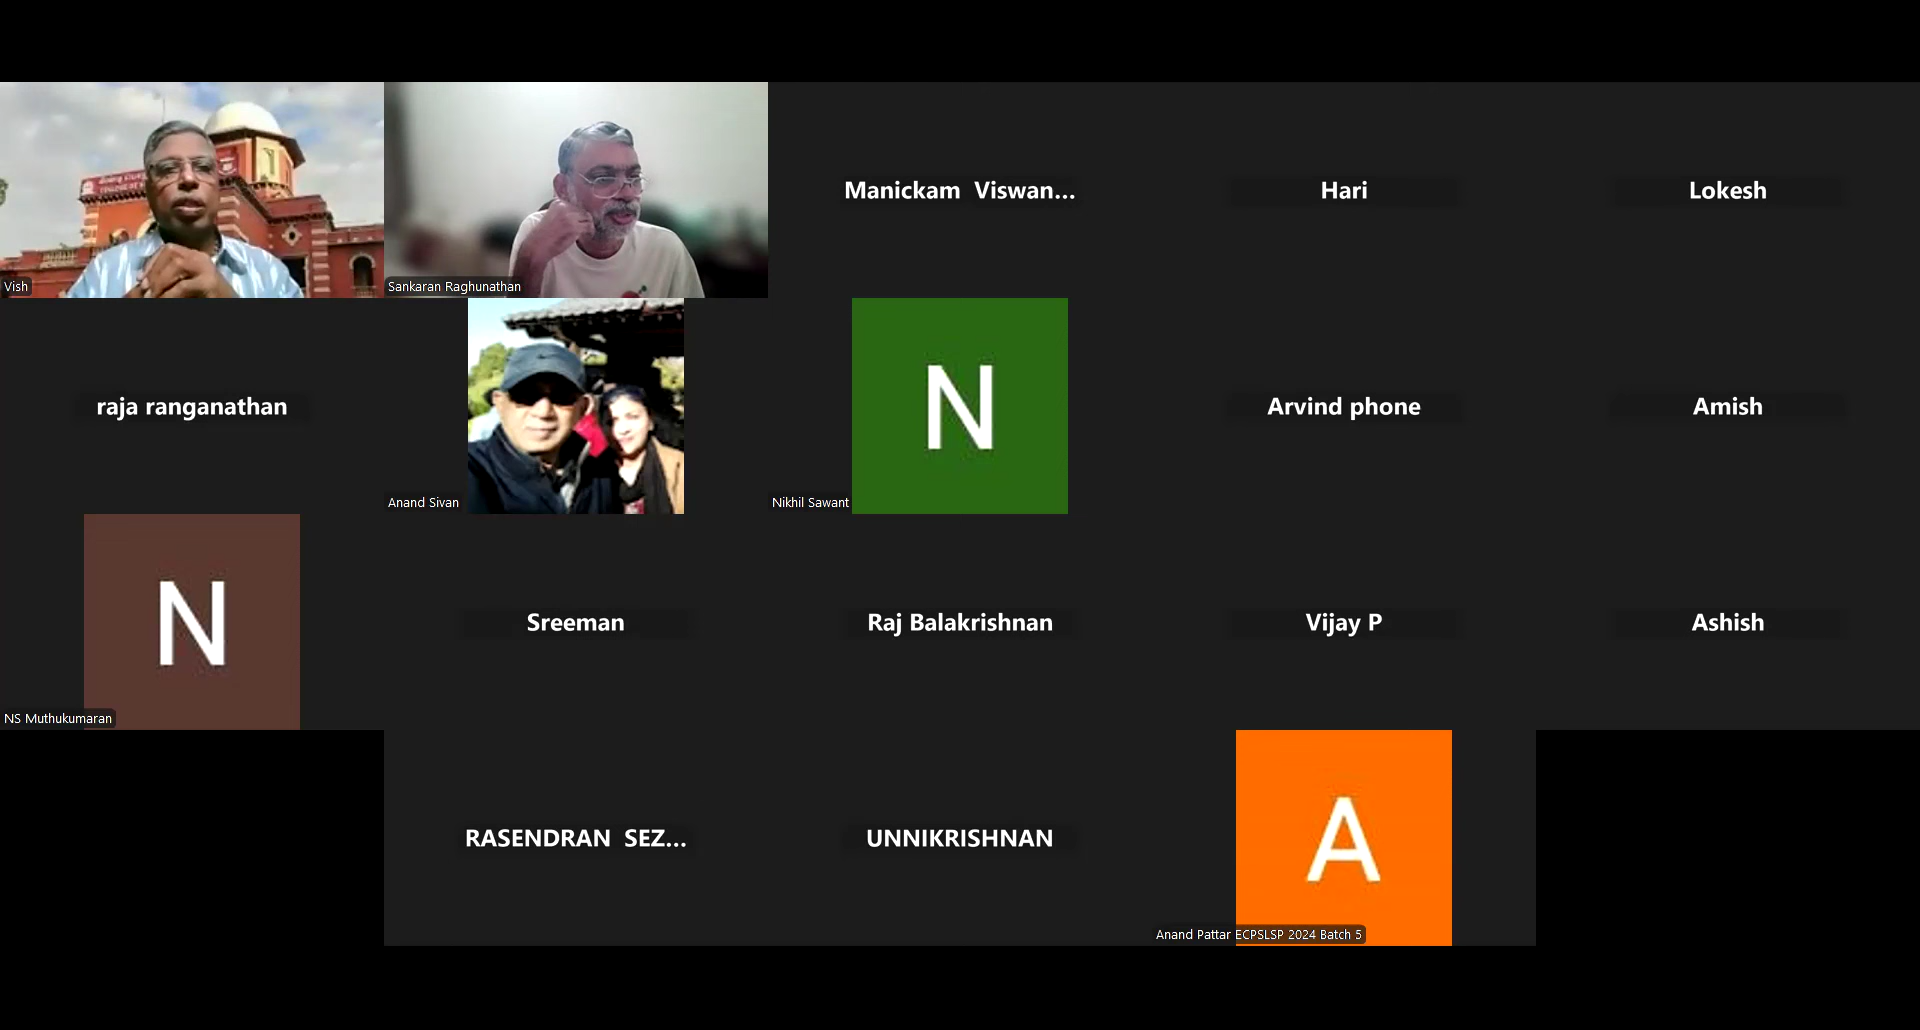 Vish
Sankaran Raghunathan
Manickam Viswan...
Hari
Lokesh
raja ranganathan
Anand Sivan
N
Nikhil Sawant
Arvind phone
Amish
N
NS Muthukumaran
Sreeman
Raj Balakrishnan
Vijay P
Ashish
RASENDRAN SEZ...
UNNIKRISHNAN
A
Anand Pattar ECPSLSP 2024 Batch 5